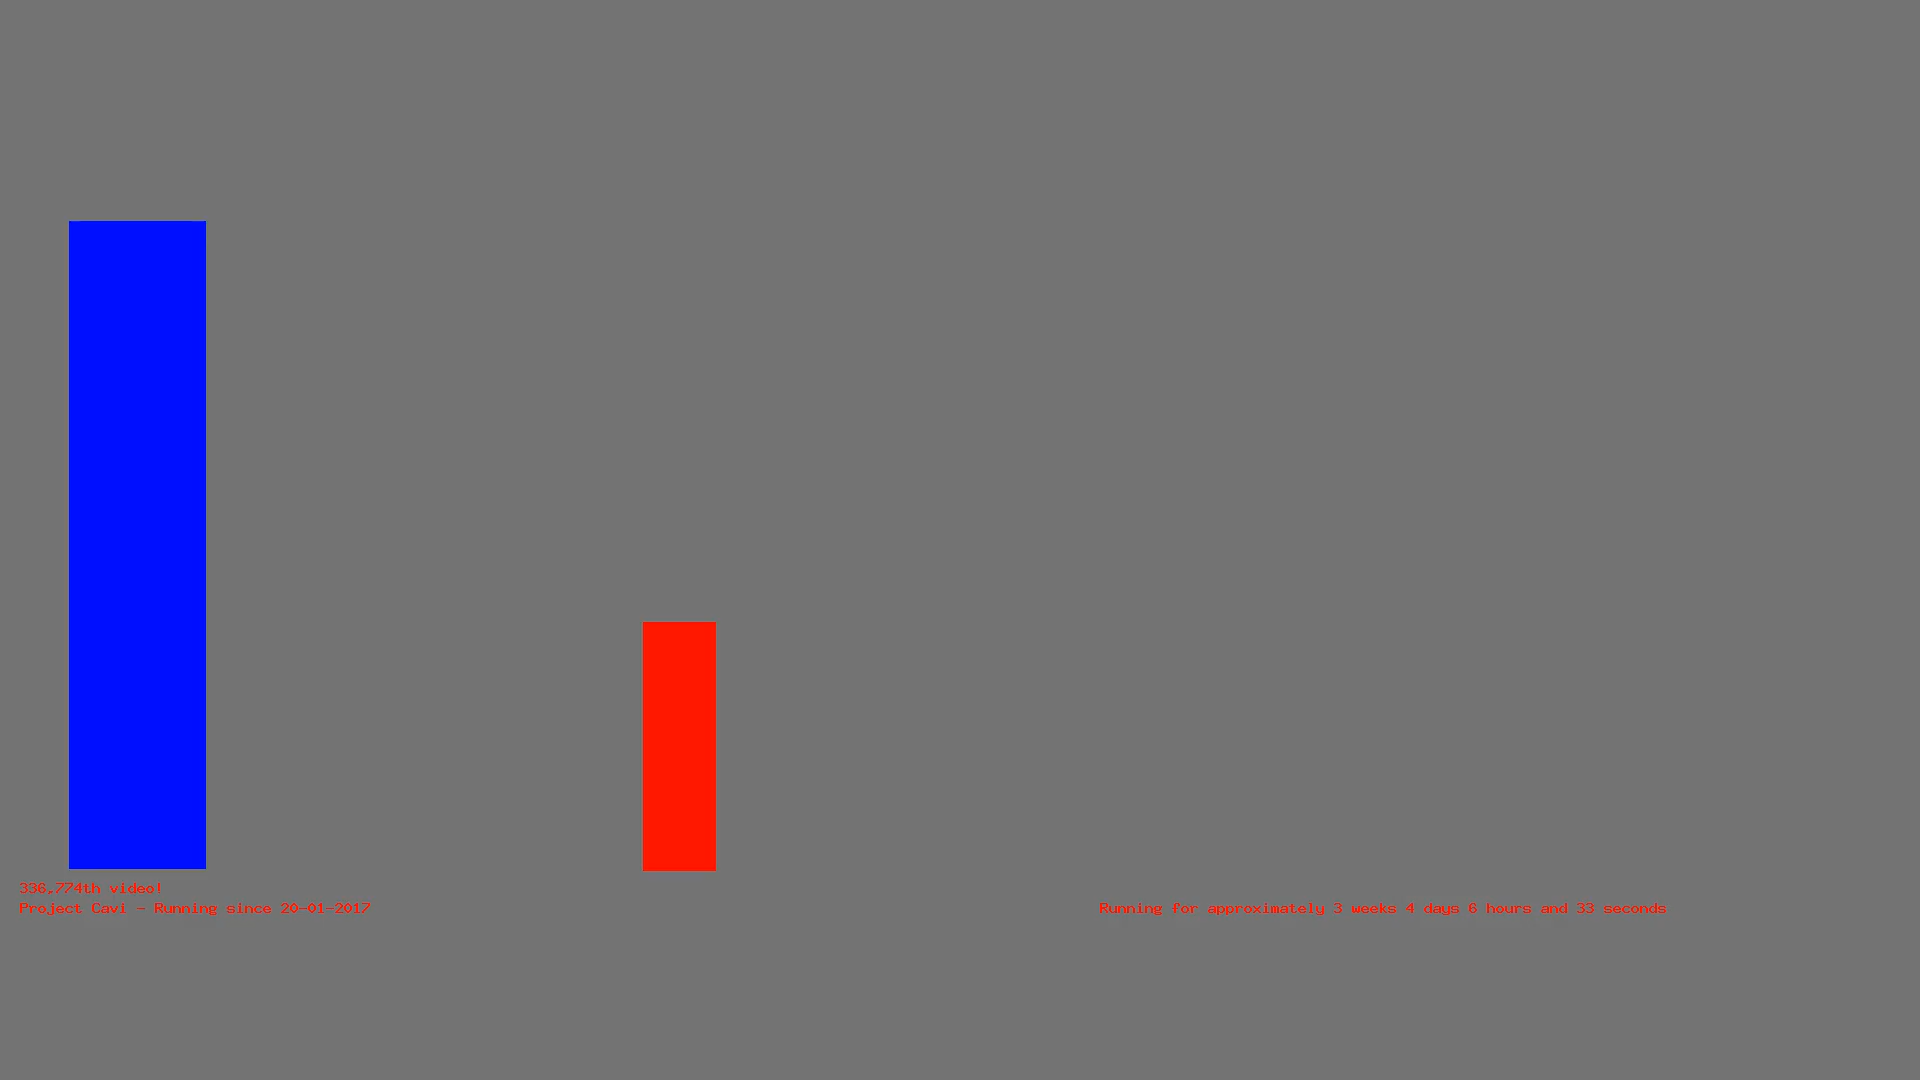 336,774th video!
Project Cavi - Running since 20-01-2017
Running for approximately 3 weeks 4 days 6 hours and 33 seconds